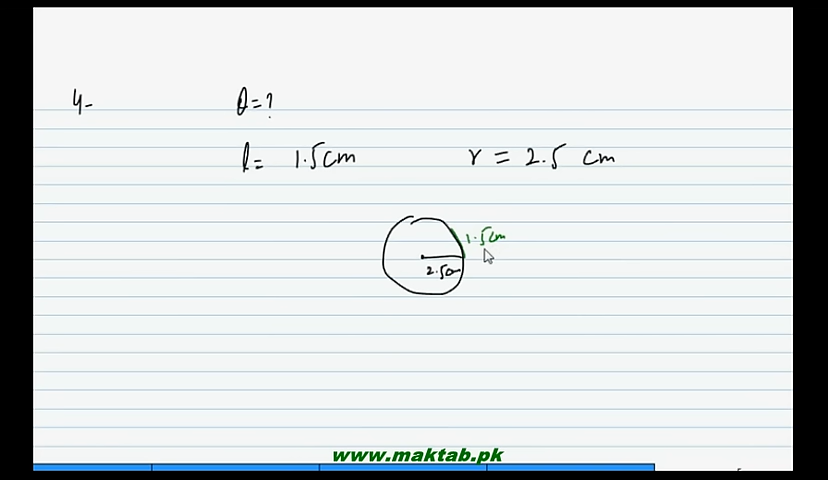 4-
θ = ?
l = 1.5 cm r = 2.5 cm
1.5cm
2.5cm
www.maktab.pk